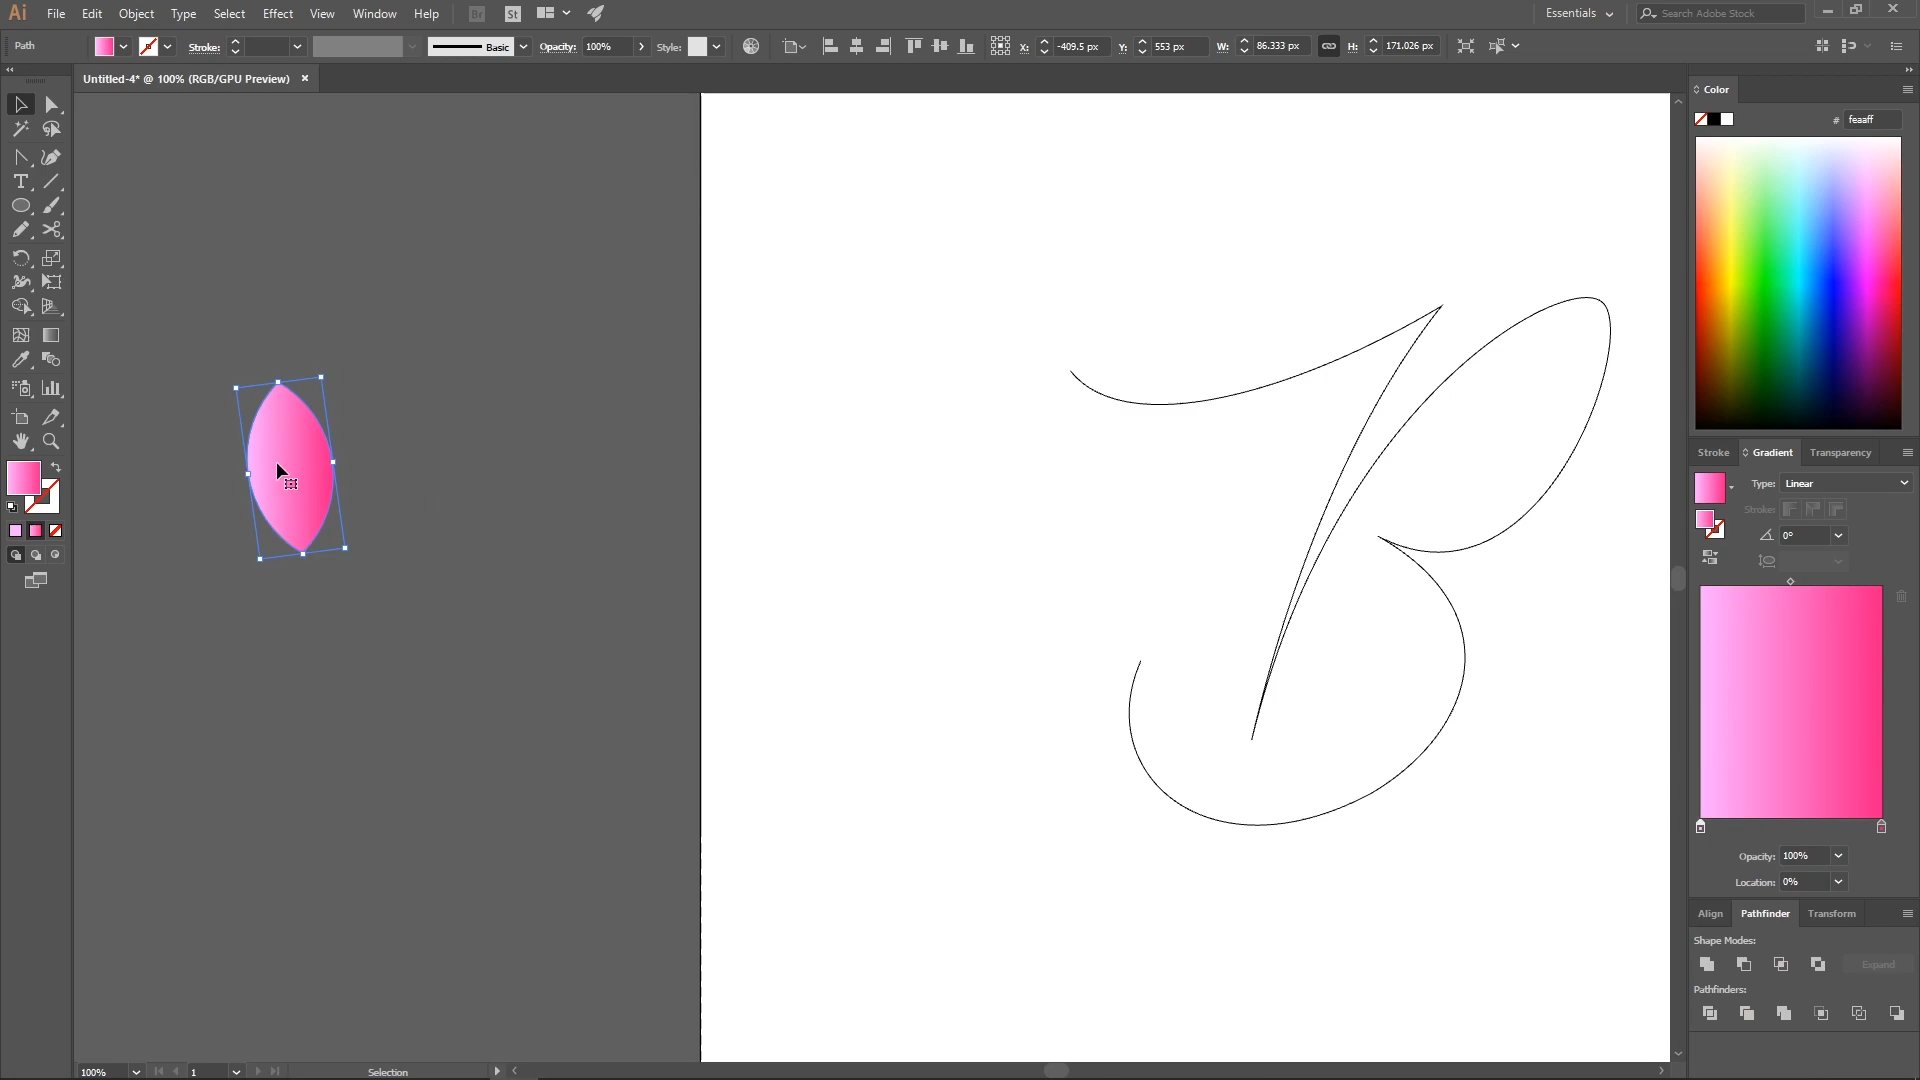 Ai File Edit Object Type Select Effect View Window Help Br St Essentials Search Adobe Stock
Path Stroke: Basic Opacity: 100% Style: X: -409.5 px Y: 553 px W: 86.333 px H: 171.026 px
Untitled-4* @ 100% (RGB/GPU Preview)
Color
# feaaff
Stroke Gradient Transparency
Type: Linear
Stroke:
0°
Opacity: 100%
Location: 0%
Align Pathfinder Transform
Shape Modes:
Expand
Pathfinders:
100% 1 Selection